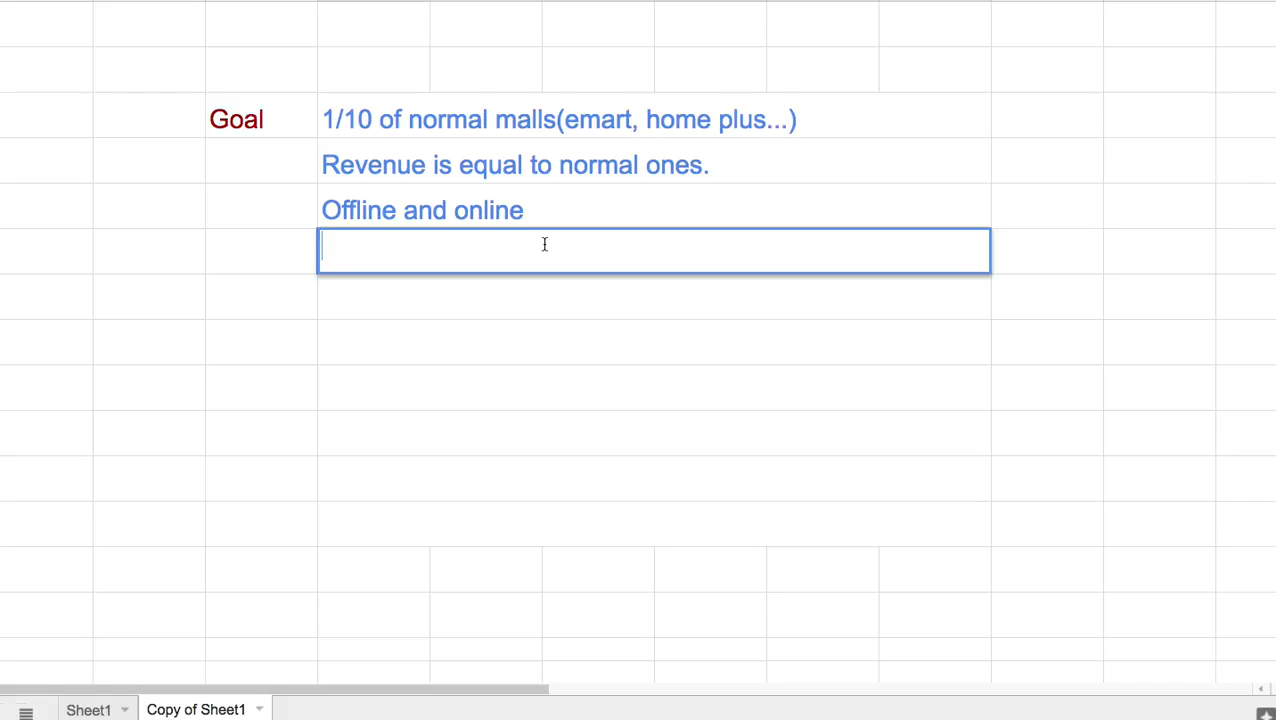 Goal 1/10 of normal malls(emart, home plus...)
Revenue is equal to normal ones.
Offline and online
Sheet1 Copy of Sheet1